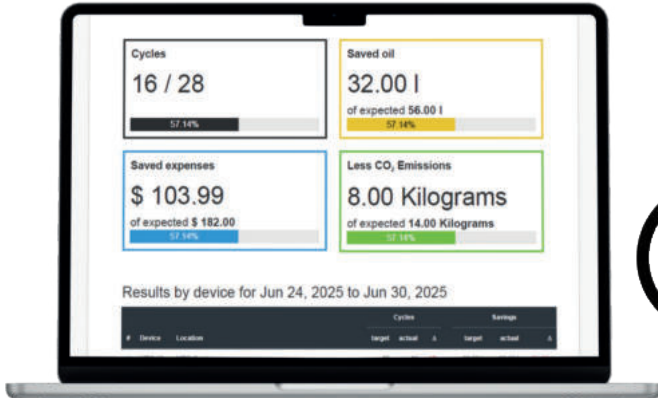 Cycles
16 / 28
57.14%
Saved oil
32.00 l
of expected 56.00 l
57.14%
Saved expenses
$ 103.99
of expected $ 182.00
57.14%
Less CO₂ Emissions
8.00 Kilograms
of expected 14.00 Kilograms
57.14%
Results by device for Jun 24, 2025 to Jun 30, 2025
Cycles Savings
# Device Location target actual Δ target actual Δ